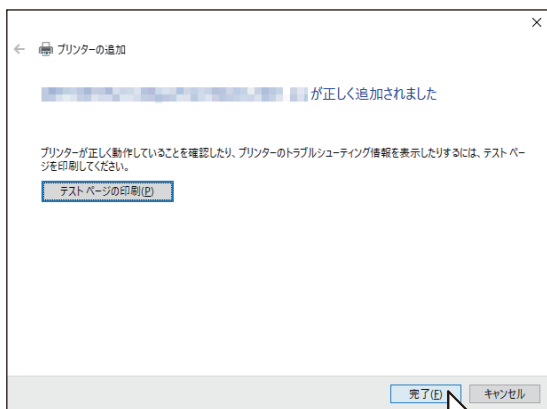 プリンターの追加
が正しく追加されました
プリンターが正しく動作していることを確認したり、プリンターのトラブルシューティング情報を表示したりするには、テスト ペー
ジを印刷してください。
テスト ページの印刷(P)
完了(F)
キャンセル